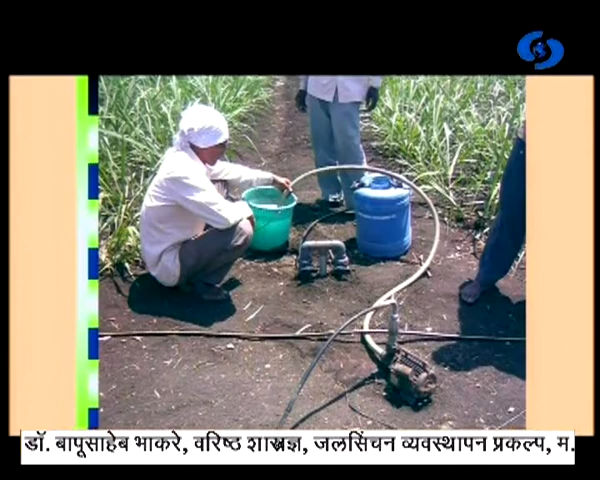 डॉ. बापूसाहेब भाकरे, वरिष्ठ शास्त्रज्ञ, जलसिंचन व्यवस्थापन प्रकल्प, म.